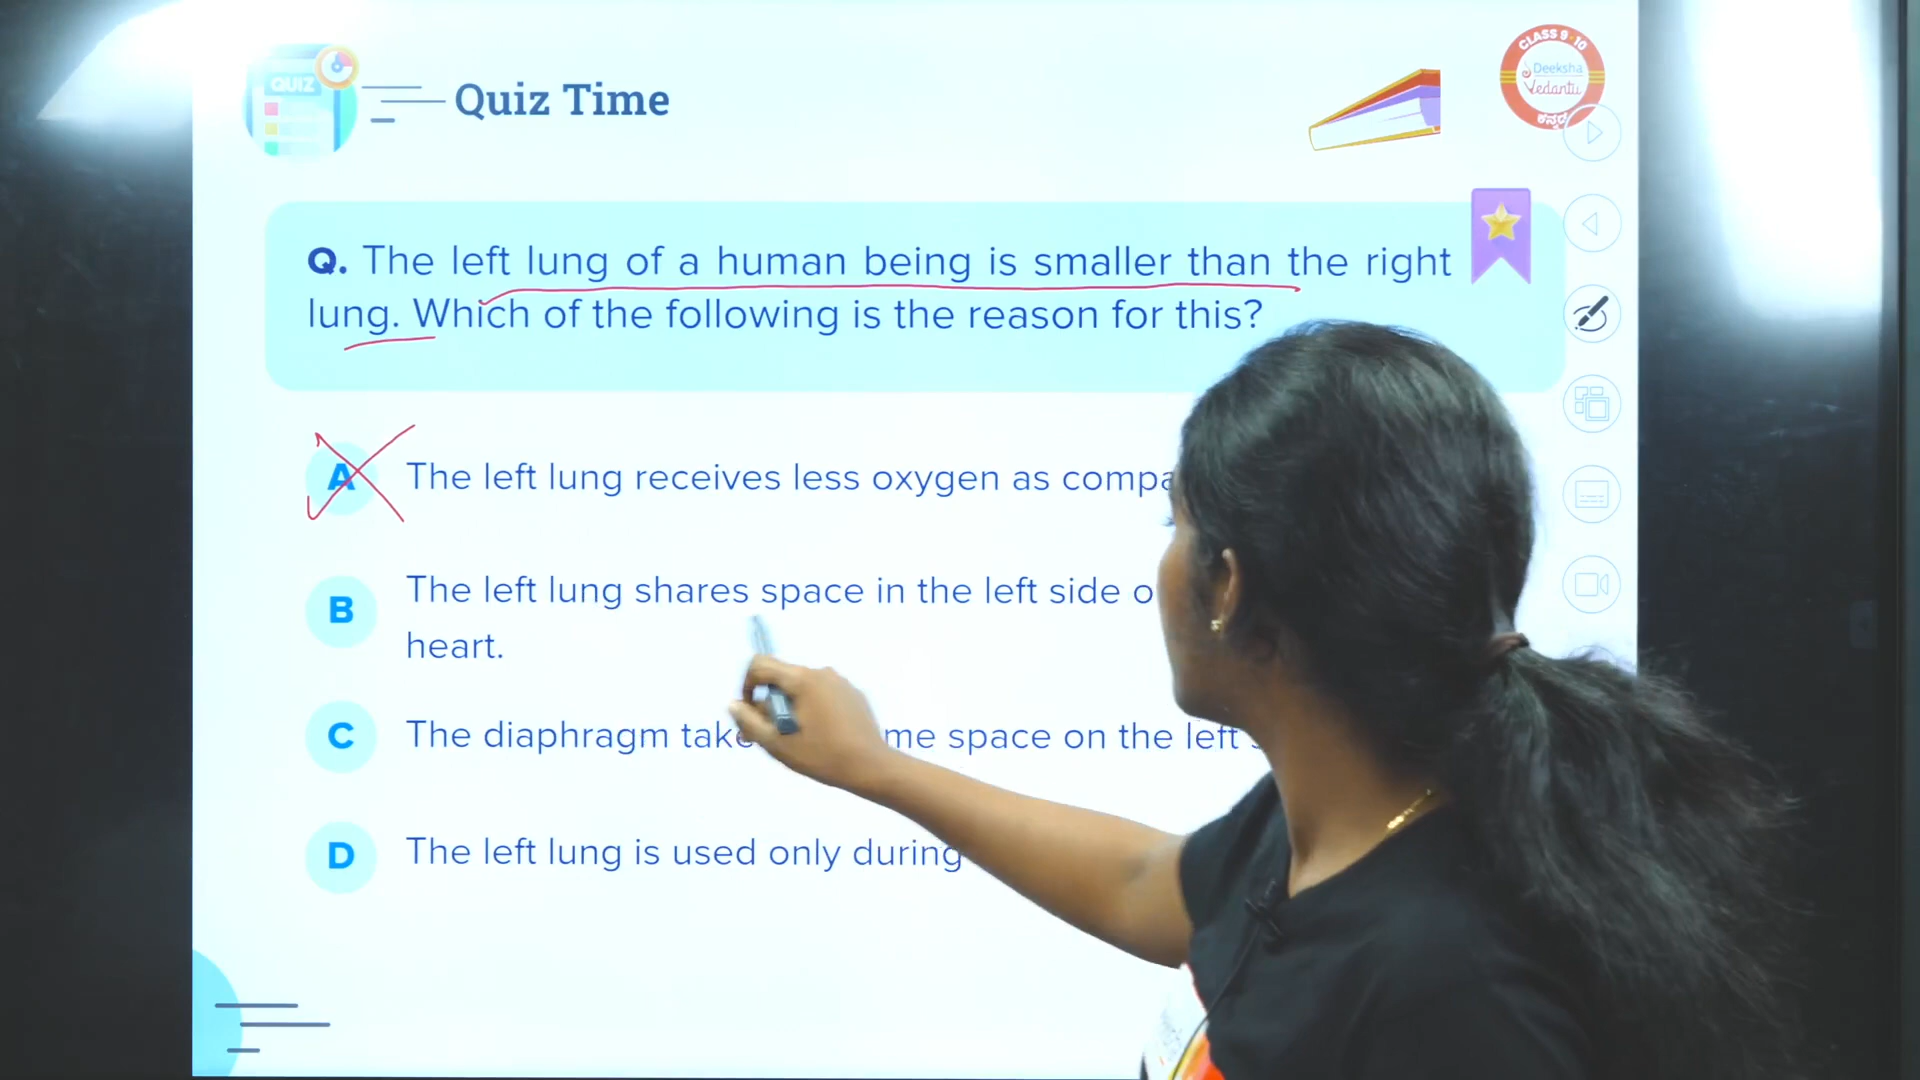 QUIZ
Quiz Time
CLASS 9-10
Deeksha
Vedantu
ಕನ್ನಡ
Q. The left lung of a human being is smaller than the right
lung. Which of the following is the reason for this?
A The left lung receives less oxygen as
B The left lung shares space in the left side
heart.
C The diaphragm space on the left
D The left lung is used only during